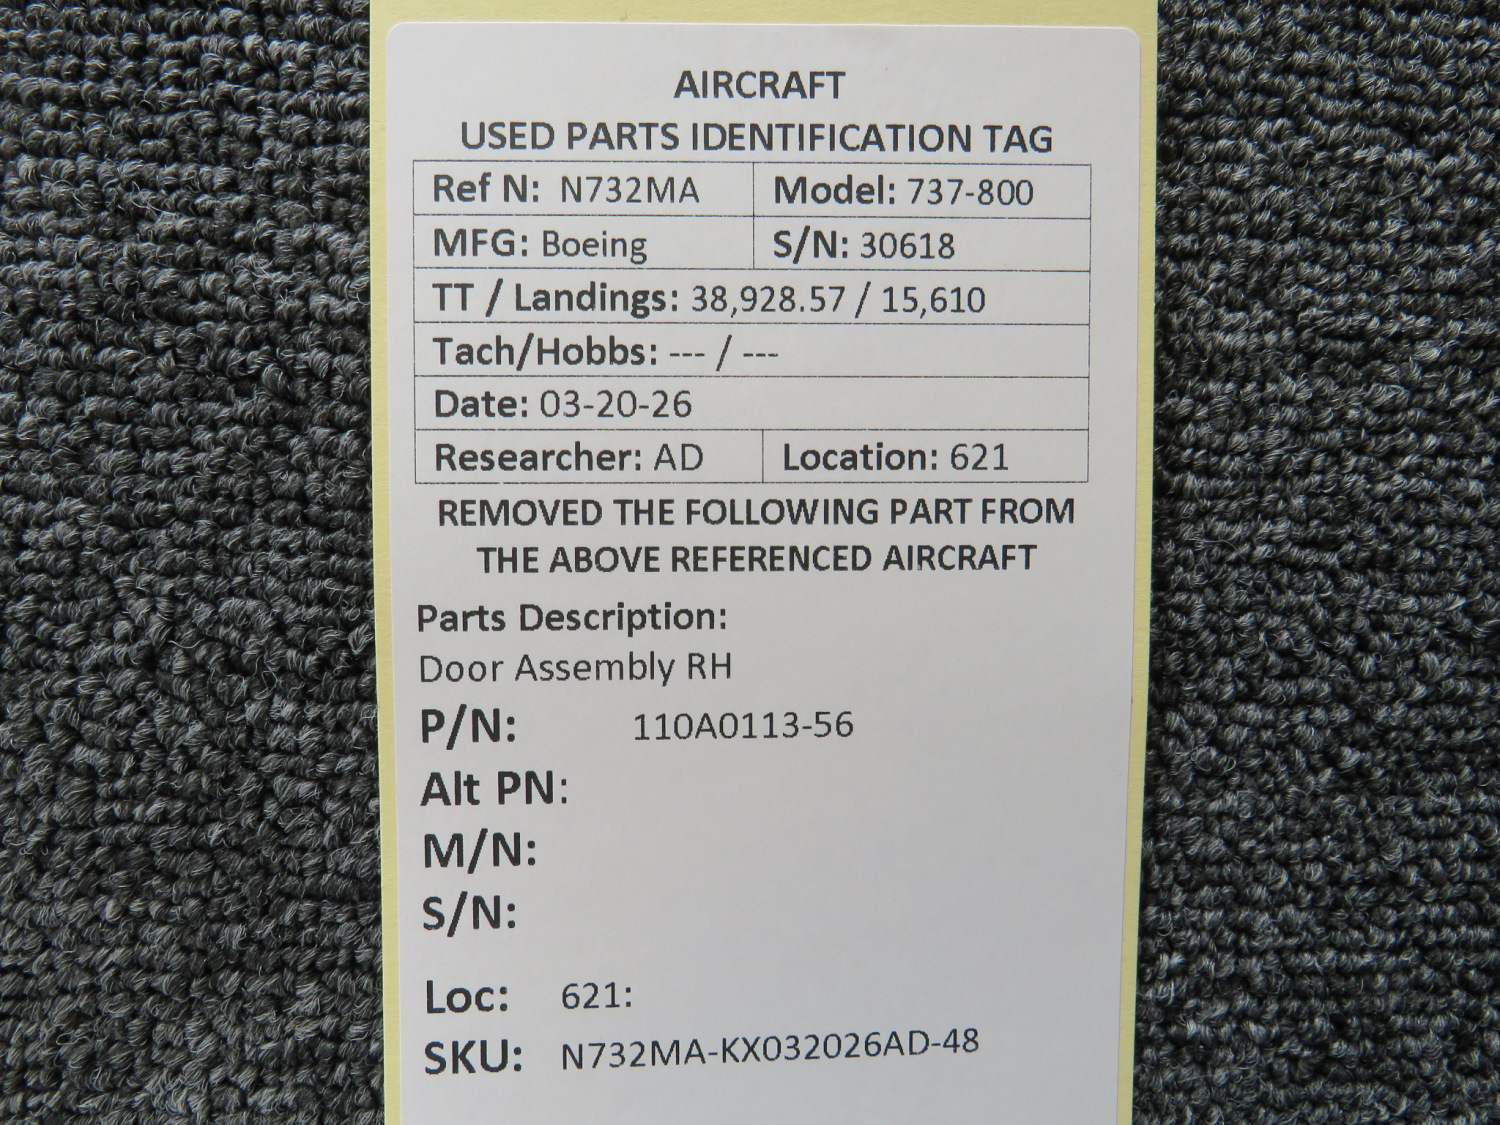 AIRCRAFT
USED PARTS IDENTIFICATION TAG
Ref N: N732MA Model: 737-800
MFG: Boeing S/N: 30618
TT / Landings: 38,928.57 / 15,610
Tach/Hobbs: --- / ---
Date: 03-20-26
Researcher: AD Location: 621
REMOVED THE FOLLOWING PART FROM
THE ABOVE REFERENCED AIRCRAFT
Parts Description:
Door Assembly RH
P/N: 110A0113-56
Alt PN:
M/N:
S/N:
Loc: 621:
SKU: N732MA-KX032026AD-48